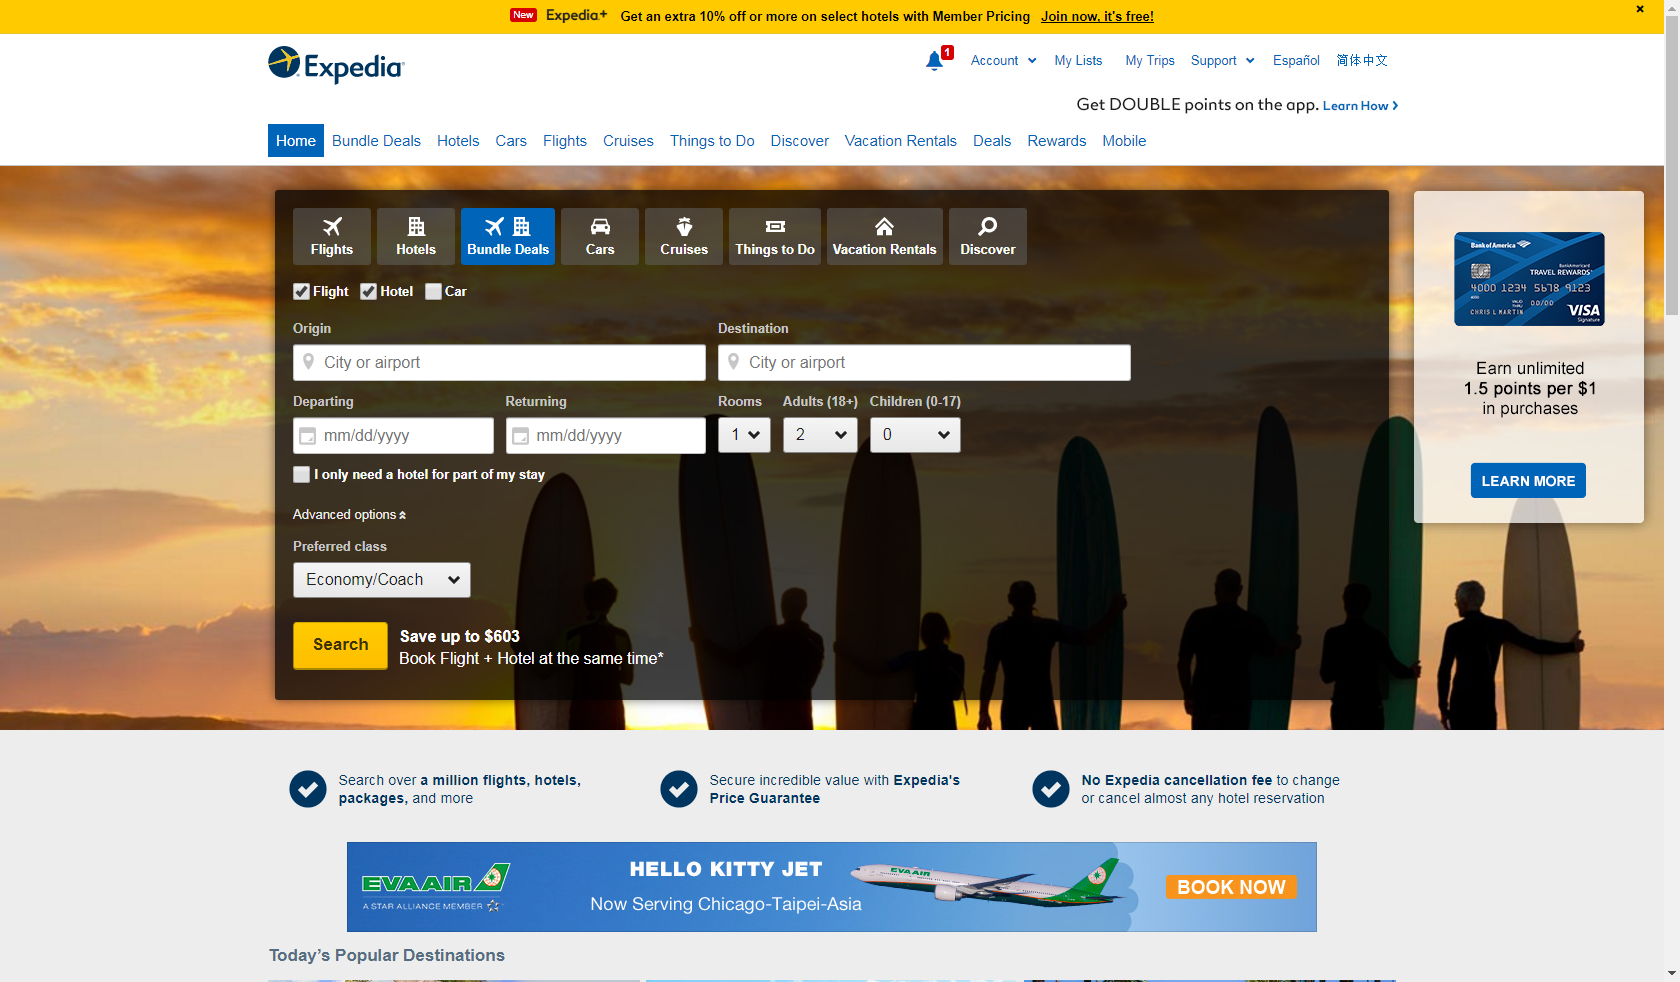 New Expedia+ Get an extra 10% off or more on select hotels with Member Pricing Join now, it's free!
Expedia
1
Account My Lists My Trips Support Español 简体中文
Get DOUBLE points on the app. Learn How
Home Bundle Deals Hotels Cars Flights Cruises Things to Do Discover Vacation Rentals Deals Rewards Mobile
Flights Hotels Bundle Deals Cars Cruises Things to Do Vacation Rentals Discover
Flight Hotel Car
Origin Destination
City or airport City or airport
Departing Returning Rooms Adults (18+) Children (0-17)
mm/dd/yyyy mm/dd/yyyy 1 2 0
I only need a hotel for part of my stay
Advanced options
Preferred class
Economy/Coach
Search
Save up to $603
Book Flight + Hotel at the same time*
Bank of America
BankAmericard
TRAVEL REWARDS
4000 1234 5678 9123
4000
VALID THRU 00/00
CHRIS L MARTIN
VISA
Signature
Earn unlimited
1.5 points per $1
in purchases
LEARN MORE
Search over a million flights, hotels,
packages, and more
Secure incredible value with Expedia's
Price Guarantee
No Expedia cancellation fee to change
or cancel almost any hotel reservation
EVA AIR
A STAR ALLIANCE MEMBER
HELLO KITTY JET
Now Serving Chicago-Taipei-Asia
EVA AIR
BOOK NOW
Today’s Popular Destinations